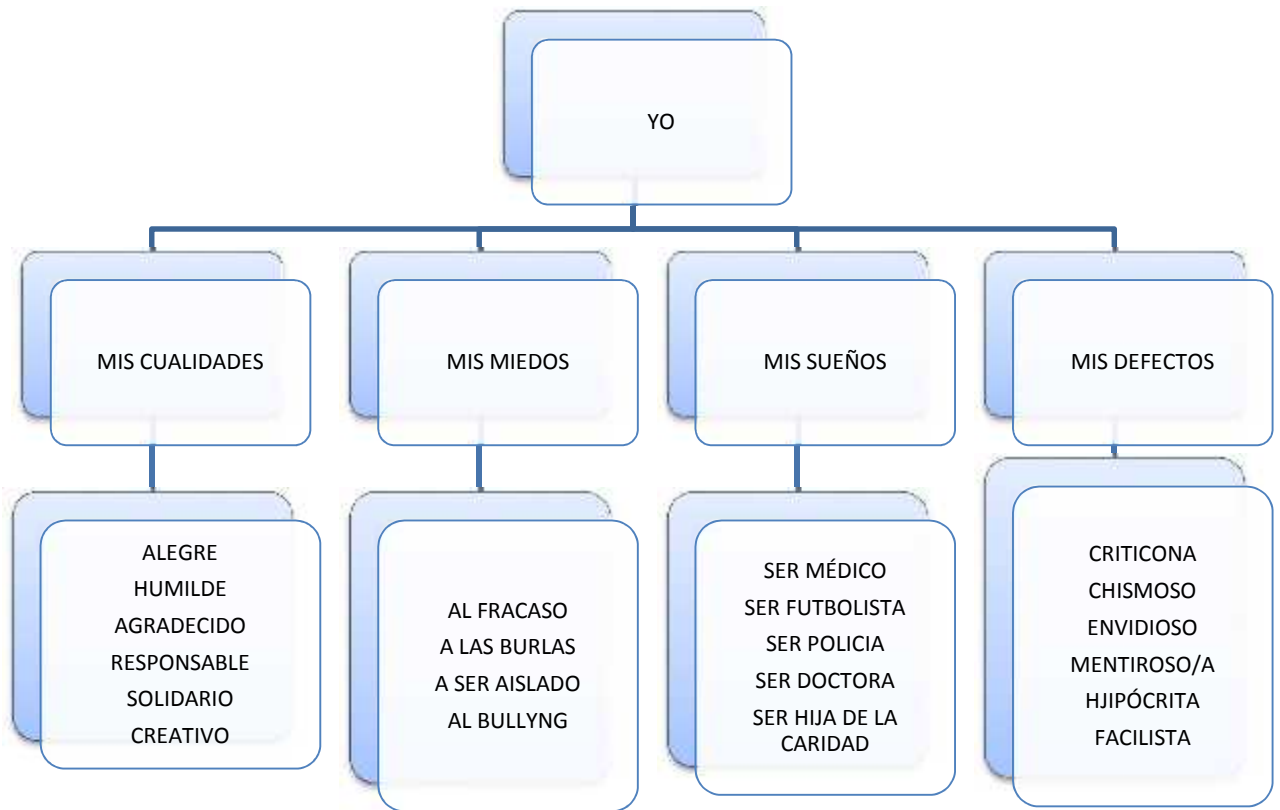 YO
MIS CUALIDADES
MIS MIEDOS
MIS SUEÑOS
MIS DEFECTOS
ALEGRE
HUMILDE
AGRADECIDO
RESPONSABLE
SOLIDARIO
CREATIVO
AL FRACASO
A LAS BURLAS
A SER AISLADO
AL BULLYNG
SER MÉDICO
SER FUTBOLISTA
SER POLICIA
SER DOCTORA
SER HIJA DE LA
CARIDAD
CRITICONA
CHISMOSO
ENVIDIOSO
MENTIROSO/A
HJIPÓCRITA
FACILISTA